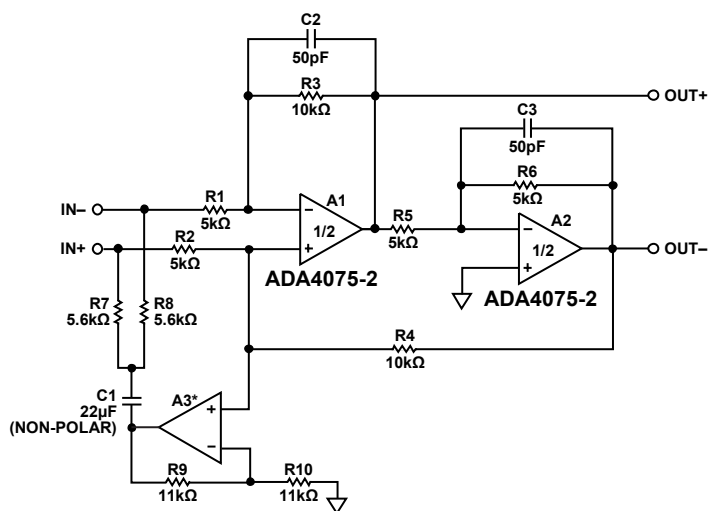 C2
50pF
R3
10kΩ
OUT+
C3
50pF
R6
5kΩ
IN–
R1
5kΩ
A1
–
+
1/2
ADA4075-2
R5
5kΩ
A2
–
+
1/2
ADA4075-2
OUT–
IN+
R2
5kΩ
R7
5.6kΩ
R8
5.6kΩ
R4
10kΩ
C1
22µF
(NON-POLAR)
A3*
+
–
R9
11kΩ
R10
11kΩ